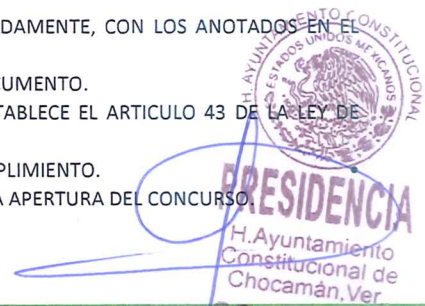 DAMENTE, CON LOS ANOTADOS EN EL
CUMENTO.
TABLECE EL ARTICULO 43 DE LA LEY DE
PLIMIENTO.
A APERTURA DEL CONCURSO.
H. AYUNTAMIENTO CONSTITUCIONAL
ESTADOS UNIDOS MEXICANOS
PRESIDENCIA
H.Ayuntamiento
Constitucional de
Chocamán,Ver